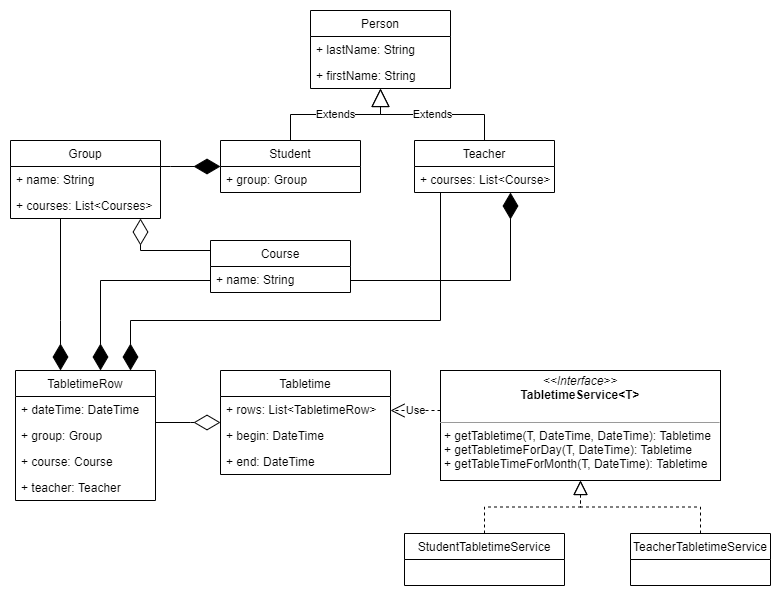 Person
+ lastName: String
+ firstName: String
Extends
Extends
Group
+ name: String
+ courses: List<Courses>
Student
+ group: Group
Teacher
+ courses: List<Course>
Course
+ name: String
TabletimeRow
+ dateTime: DateTime
+ group: Group
+ course: Course
+ teacher: Teacher
Tabletime
+ rows: List<TabletimeRow>
+ begin: DateTime
+ end: DateTime
Use
<<Interface>>
TabletimeService<T>
+ getTabletime(T, DateTime, DateTime): Tabletime
+ getTabletimeForDay(T, DateTime): Tabletime
+ getTableTimeForMonth(T, DateTime): Tabletime
StudentTabletimeService
TeacherTabletimeService